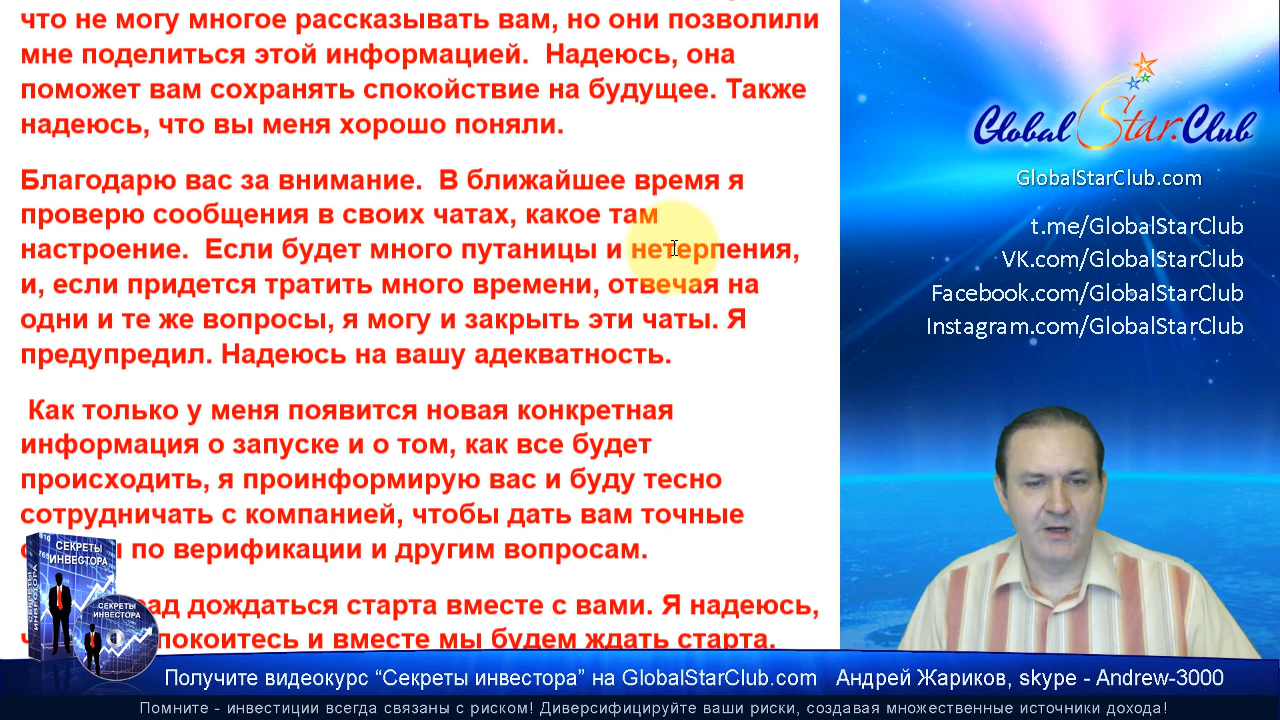 что не могу многое рассказывать вам, но они позволили
мне поделиться этой информацией.  Надеюсь, она
поможет вам сохранять спокойствие на будущее. Также
надеюсь, что вы меня хорошо поняли.
Благодарю вас за внимание.  В ближайшее время я
проверю сообщения в своих чатах, какое там
настроение.  Если будет много путаницы и нетерпения,
и, если придется тратить много времени, отвечая на
одни и те же вопросы, я могу и закрыть эти чаты. Я
предупредил. Надеюсь на вашу адекватность.
Как только у меня появится новая конкретная
информация о запуске и о том, как все будет
происходить, я проинформирую вас и буду тесно
сотрудничать с компанией, чтобы дать вам точные
по верификации и другим вопросам.
дождаться старта вместе с вами. Я надеюсь,
и вместе мы будем ждать старта.
Global Star.Club
GlobalStarClub.com
t.me/GlobalStarClub
VK.com/GlobalStarClub
Facebook.com/GlobalStarClub
Instagram.com/GlobalStarClub
СЕКРЕТЫ
ИНВЕСТОРА
СЕКРЕТЫ
ИНВЕСТОРА
СЕКРЕТЫ
ИНВЕСТОРА
Получите видеокурс “Секреты инвестора” на GlobalStarClub.com   Андрей Жариков, skype - Andrew-3000
Помните - инвестиции всегда связаны с риском! Диверсифицируйте ваши риски, создавая множественные источники дохода!